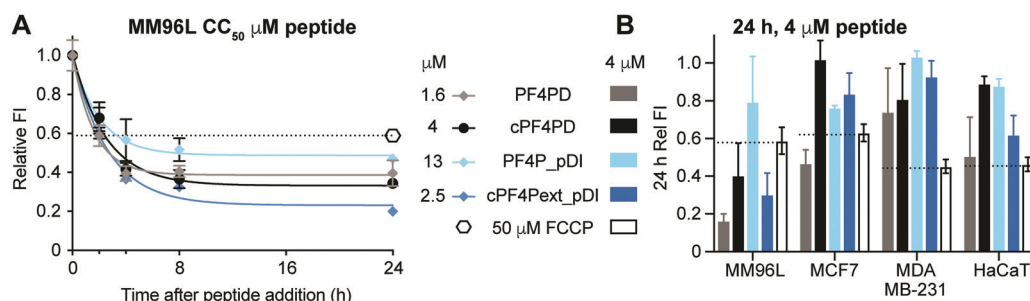 A
MM96L CC50 μM peptide
Relative FI
1.0
0.8
0.6
0.4
0.2
0
0
8
16
24
Time after peptide addition (h)
μM
4 μM
1.6
PF4PD
4
cPF4PD
13
PF4P_pDI
2.5
cPF4Pext_pDI
50 μM FCCP
B
24 h, 4 μM peptide
24 h Rel FI
1.0
0.8
0.6
0.4
0.2
0
MM96L
MCF7
MDA
MB-231
HaCaT